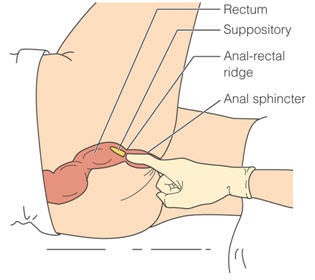 Rectum
Suppository
Anal-rectal
ridge
Anal sphincter